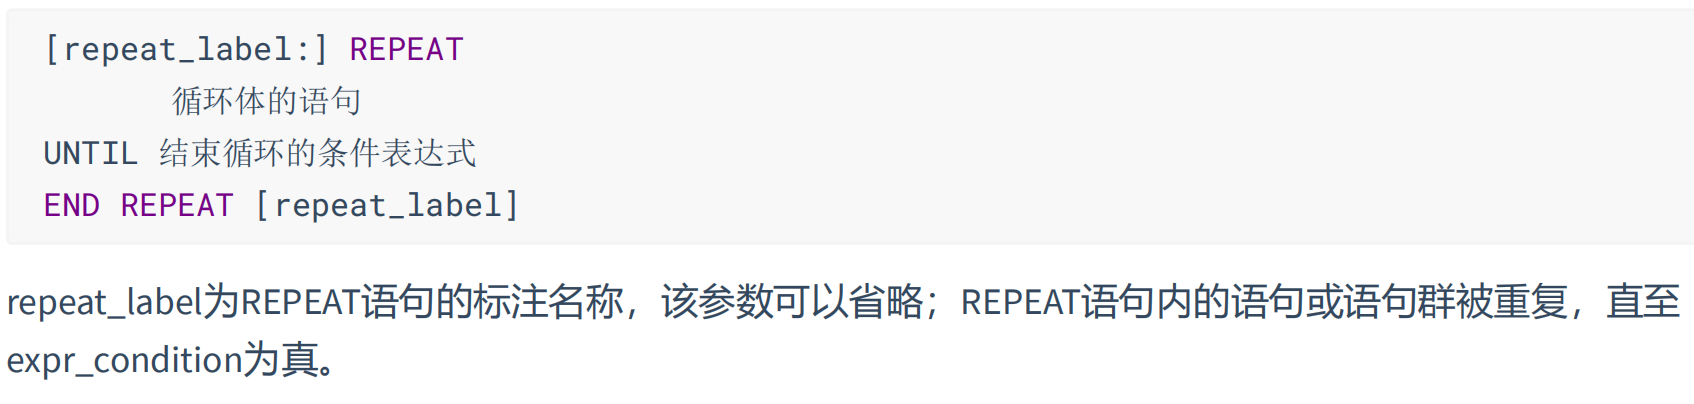 [repeat_label:] REPEAT
循环体的语句
UNTIL 结束循环的条件表达式
END REPEAT [repeat_label]
repeat_label为REPEAT语句的标注名称，该参数可以省略；REPEAT语句内的语句或语句群被重复，直至
expr_condition为真。